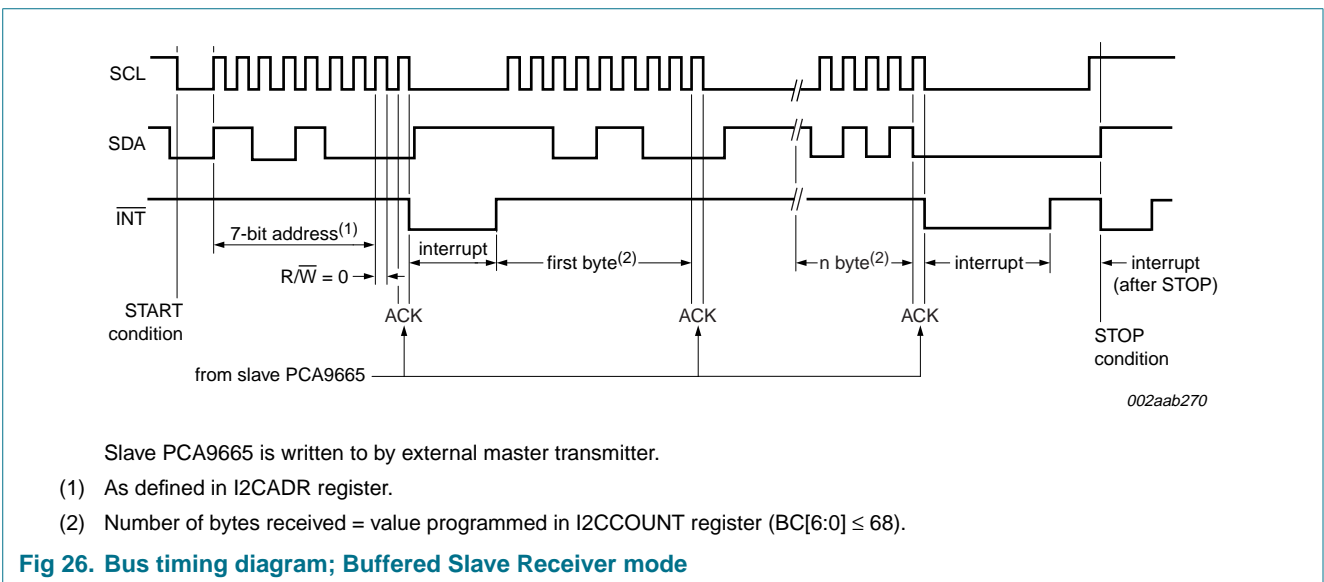 SCL
SDA
INT
7-bit address(1)
R/W = 0
interrupt
first byte(2)
n byte(2)
interrupt
interrupt
(after STOP)
START
condition
ACK
ACK
ACK
STOP
condition
from slave PCA9665
002aab270
Slave PCA9665 is written to by external master transmitter.
(1) As defined in I2CADR register.
(2) Number of bytes received = value programmed in I2CCOUNT register (BC[6:0] ≤ 68).
Fig 26. Bus timing diagram; Buffered Slave Receiver mode